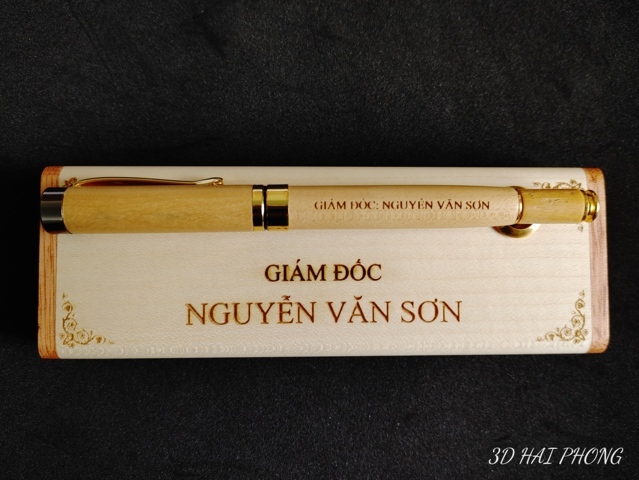 GIÁM ĐỐC: NGUYỄN VĂN SƠN
GIÁM ĐỐC
NGUYỄN VĂN SƠN
3D HAI PHONG